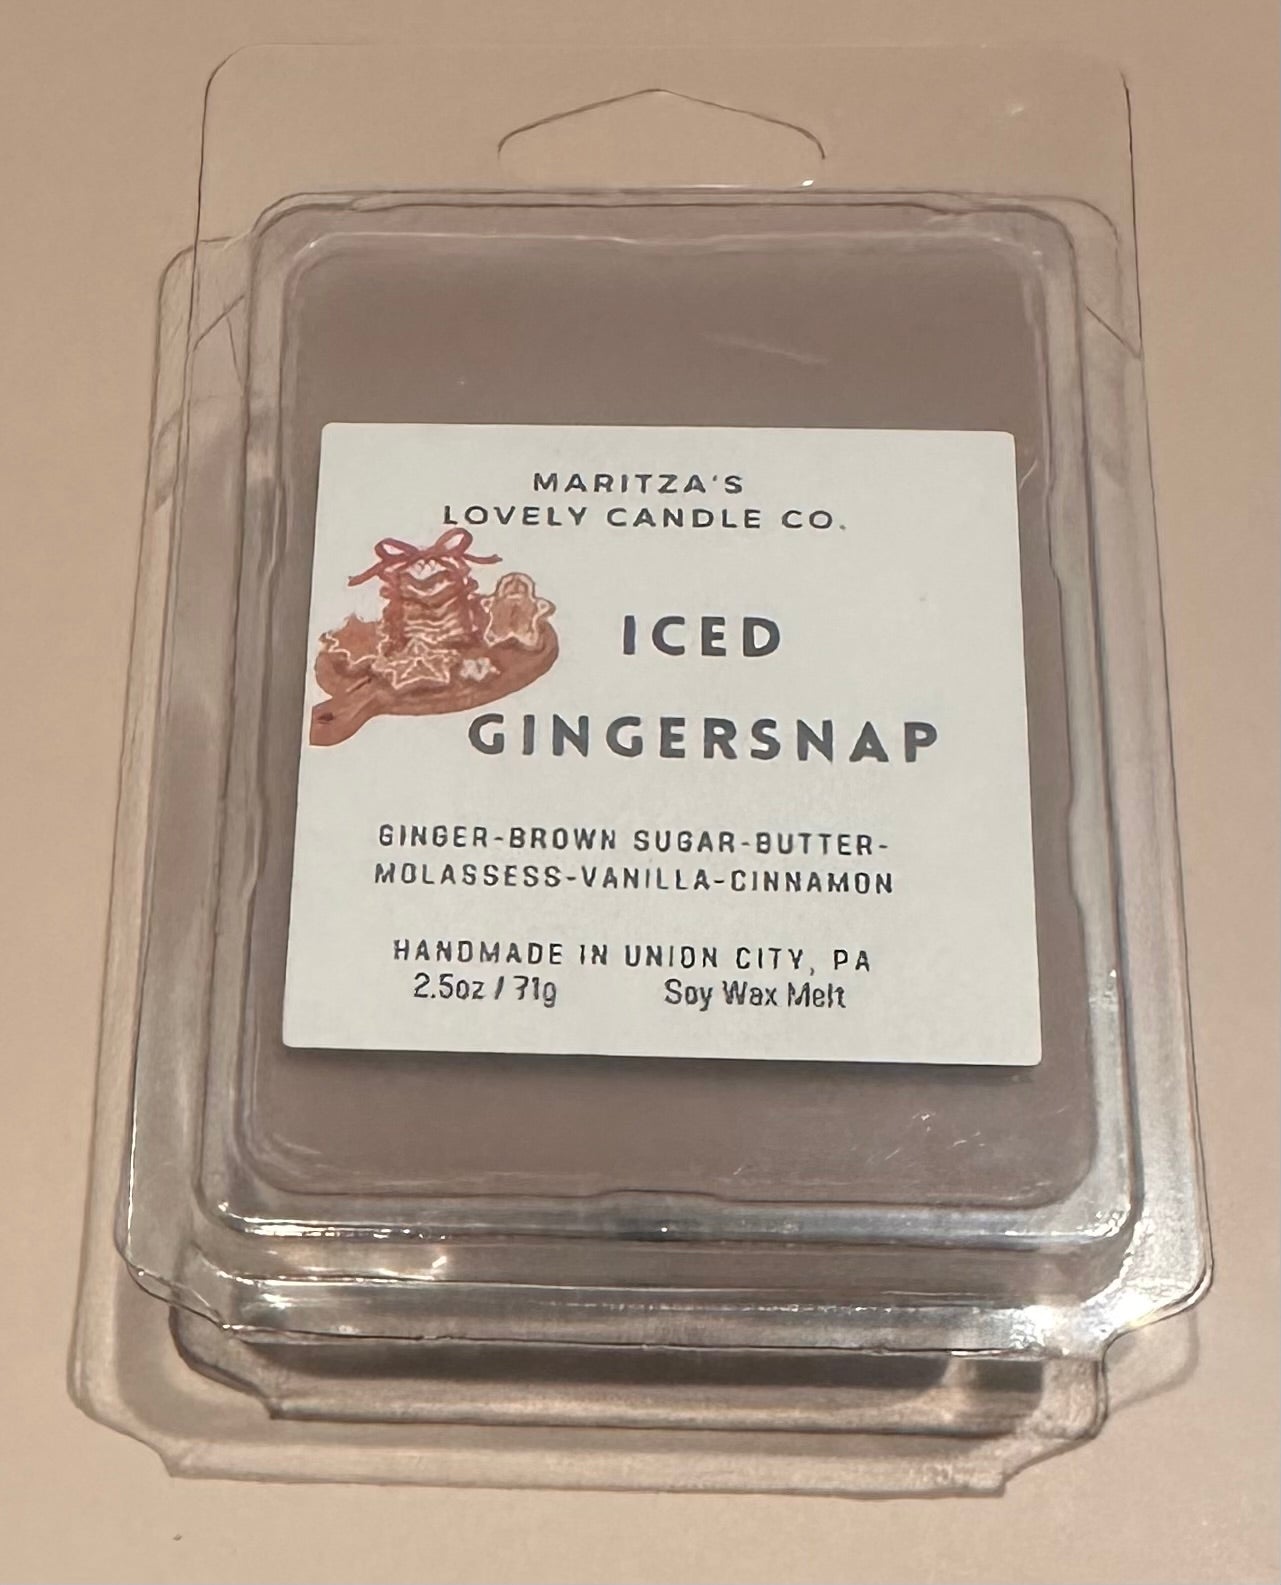 MARITZA'S
LOVELY CANDLE CO.
ICED
GINGERSNAP
GINGER-BROWN SUGAR-BUTTER-
MOLASSESS-VANILLA-CINNAMON
HANDMADE IN UNION CITY, PA
2.5oz / 71g Soy Wax Melt